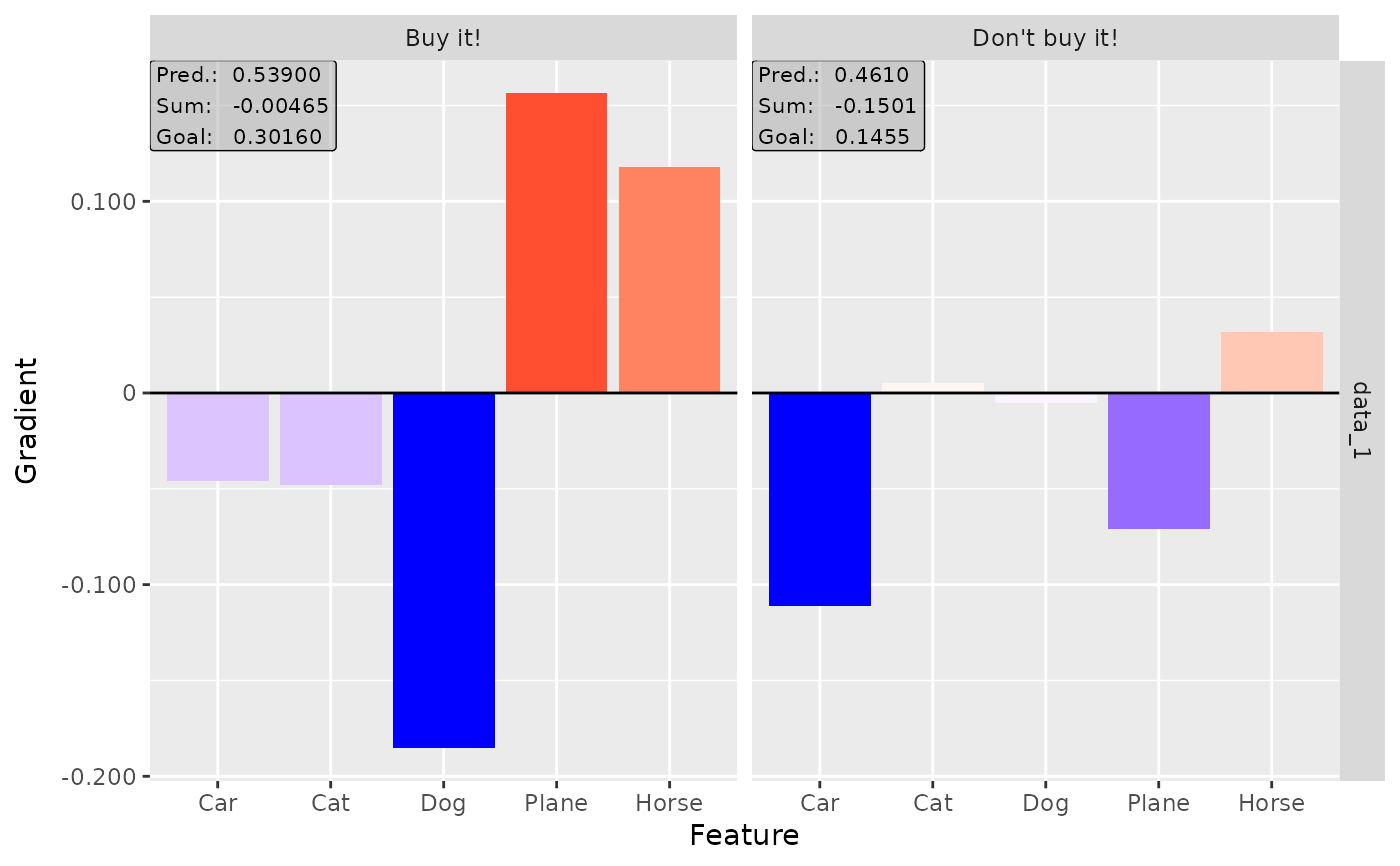 Buy it!
Don't buy it!
Pred.: 0.53900
Sum: -0.00465
Goal: 0.30160
Pred.: 0.4610
Sum: -0.1501
Goal: 0.1455
data_1
Gradient
0.100
0
-0.100
-0.200
Car Cat Dog Plane Horse
Car Cat Dog Plane Horse
Feature